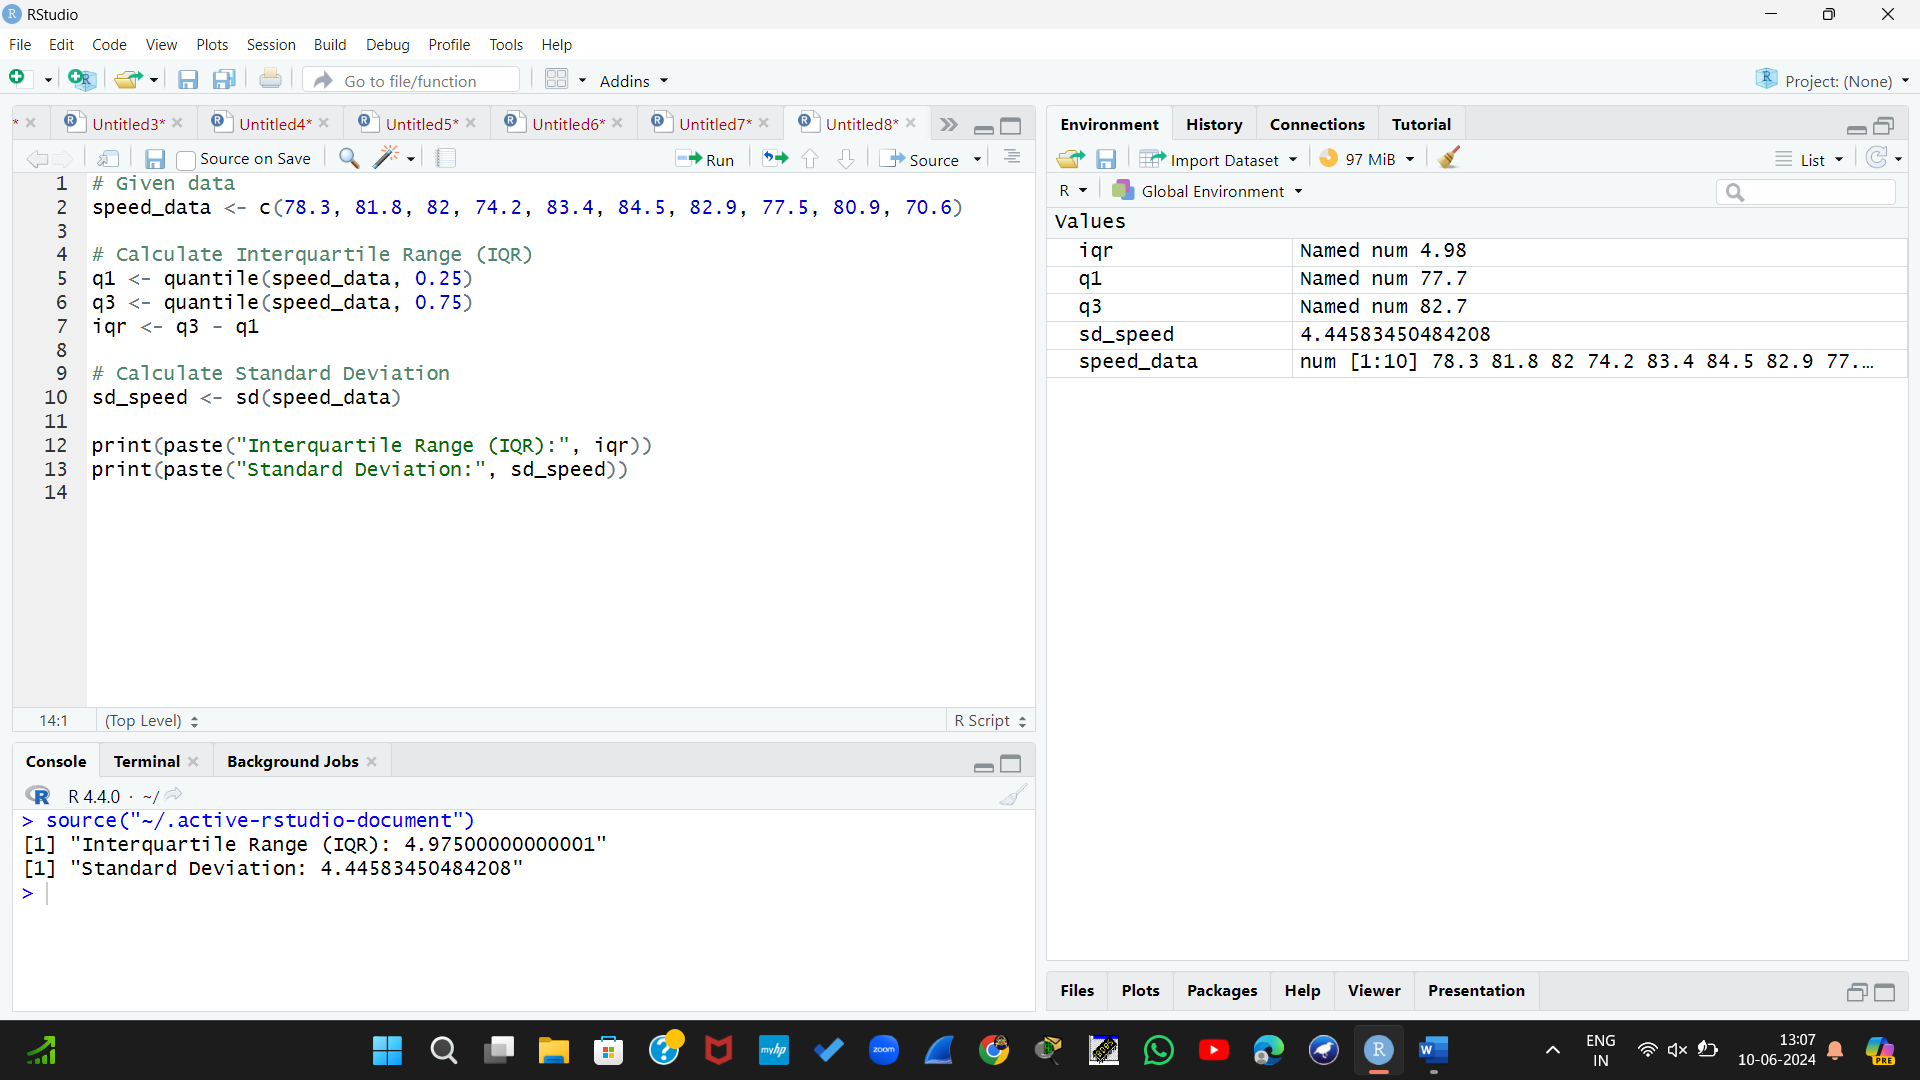 RStudio
File Edit Code View Plots Session Build Debug Profile Tools Help
Go to file/function Addins Project: (None)
* Untitled3* Untitled4* Untitled5* Untitled6* Untitled7* Untitled8*
Source on Save Run Source
1 # Given data
2 speed_data <- c(78.3, 81.8, 82, 74.2, 83.4, 84.5, 82.9, 77.5, 80.9, 70.6)
3
4 # Calculate Interquartile Range (IQR)
5 q1 <- quantile(speed_data, 0.25)
6 q3 <- quantile(speed_data, 0.75)
7 iqr <- q3 - q1
8
9 # Calculate Standard Deviation
10 sd_speed <- sd(speed_data)
11
12 print(paste("Interquartile Range (IQR):", iqr))
13 print(paste("Standard Deviation:", sd_speed))
14
14:1 (Top Level) R Script
Console Terminal Background Jobs
R 4.4.0 · ~/
> source("~/.active-rstudio-document")
[1] "Interquartile Range (IQR): 4.97500000000001"
[1] "Standard Deviation: 4.44583450484208"
>
Environment History Connections Tutorial
Import Dataset 97 MiB List
R Global Environment
Values
iqr Named num 4.98
q1 Named num 77.7
q3 Named num 82.7
sd_speed 4.44583450484208
speed_data num [1:10] 78.3 81.8 82 74.2 83.4 84.5 82.9 77.…
Files Plots Packages Help Viewer Presentation
myhp zoom R W ENG 13:07
IN 10-06-2024 PRE